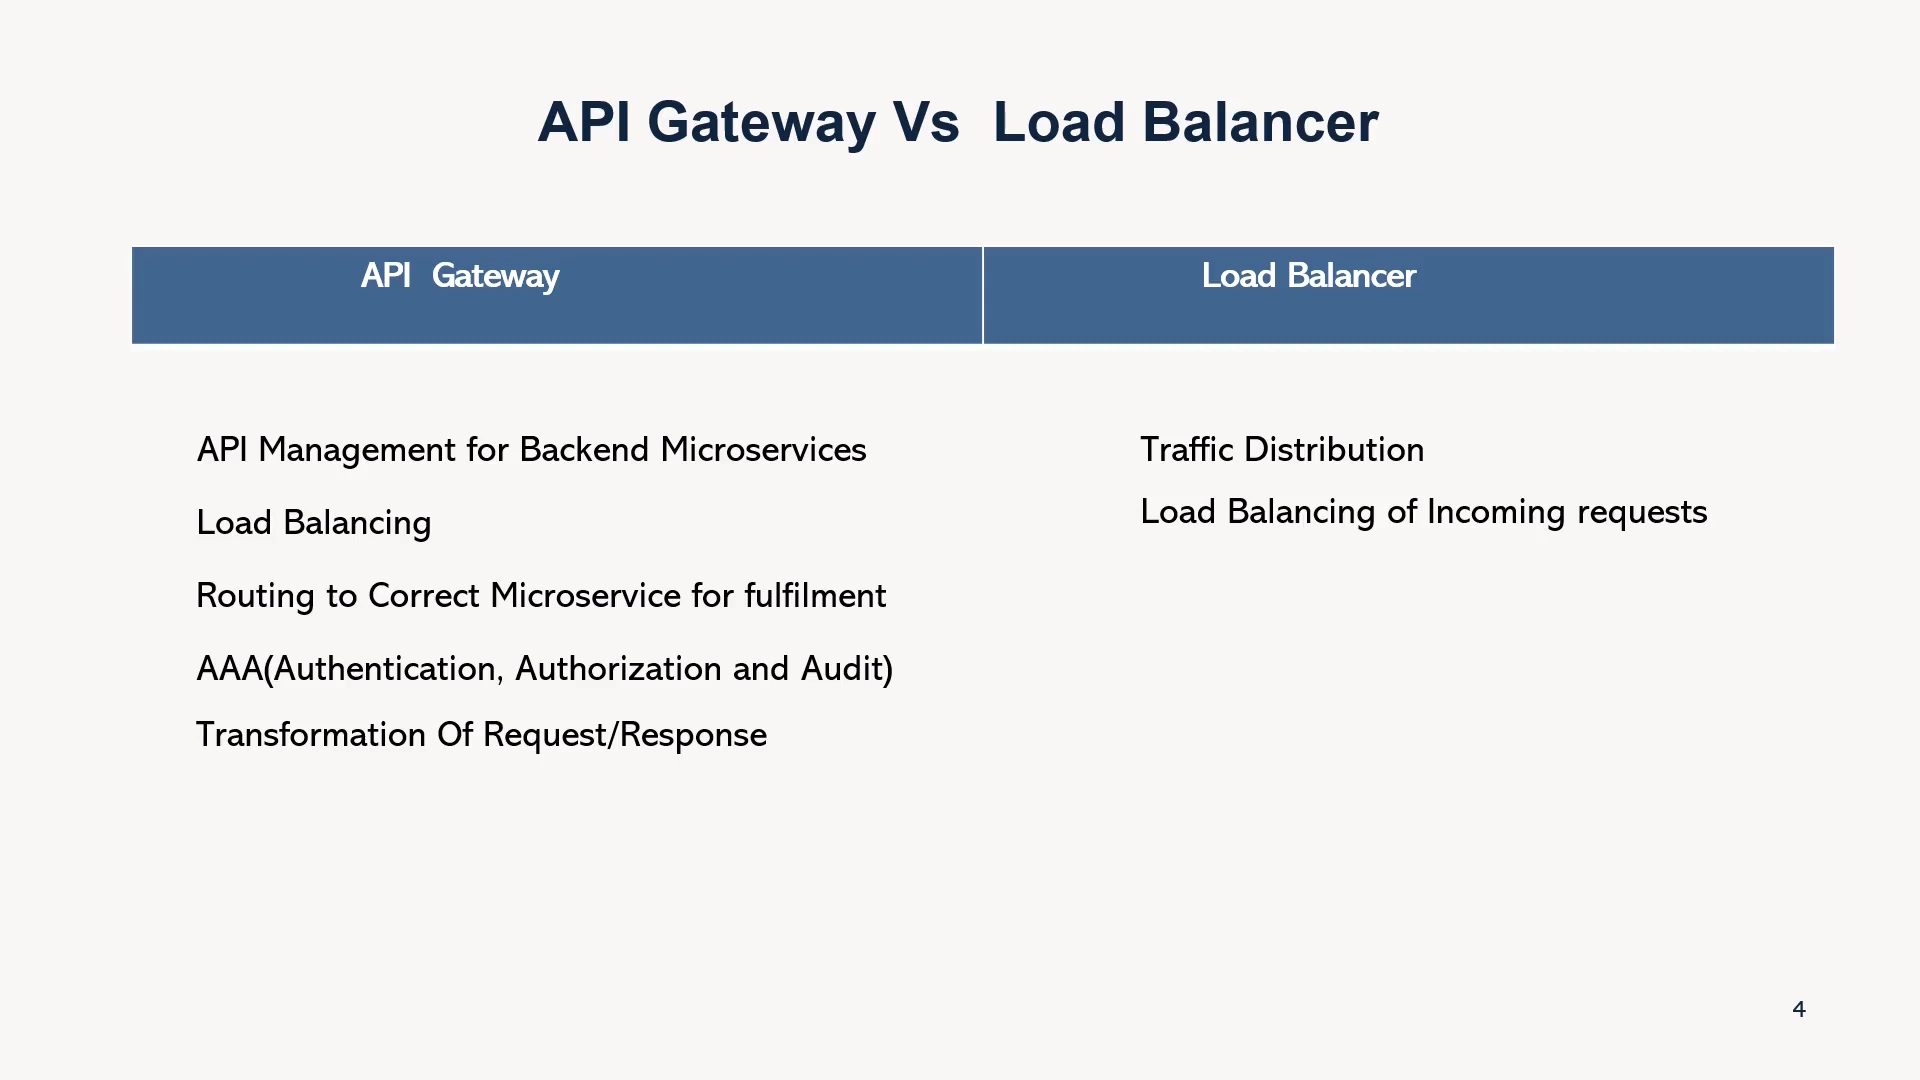 API Gateway Vs  Load Balancer
API  Gateway
Load Balancer
API Management for Backend Microservices
Load Balancing
Routing to Correct Microservice for fulfilment
AAA(Authentication, Authorization and Audit)
Transformation Of Request/Response
Traffic Distribution
Load Balancing of Incoming requests
4